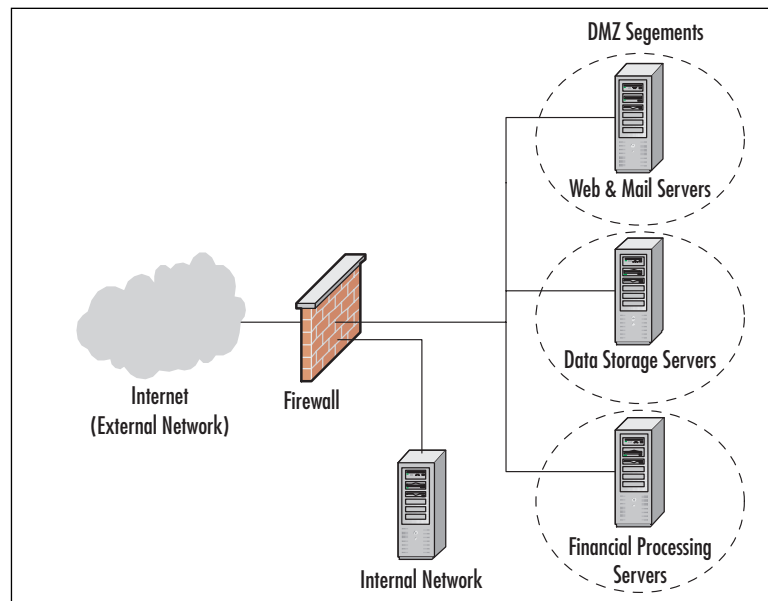 DMZ Segements
Web & Mail Servers
Data Storage Servers
Internet
(External Network)
Firewall
Internal Network
Financial Processing
Servers